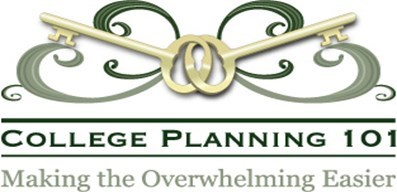 College Planning 101
Making the Overwhelming Easier